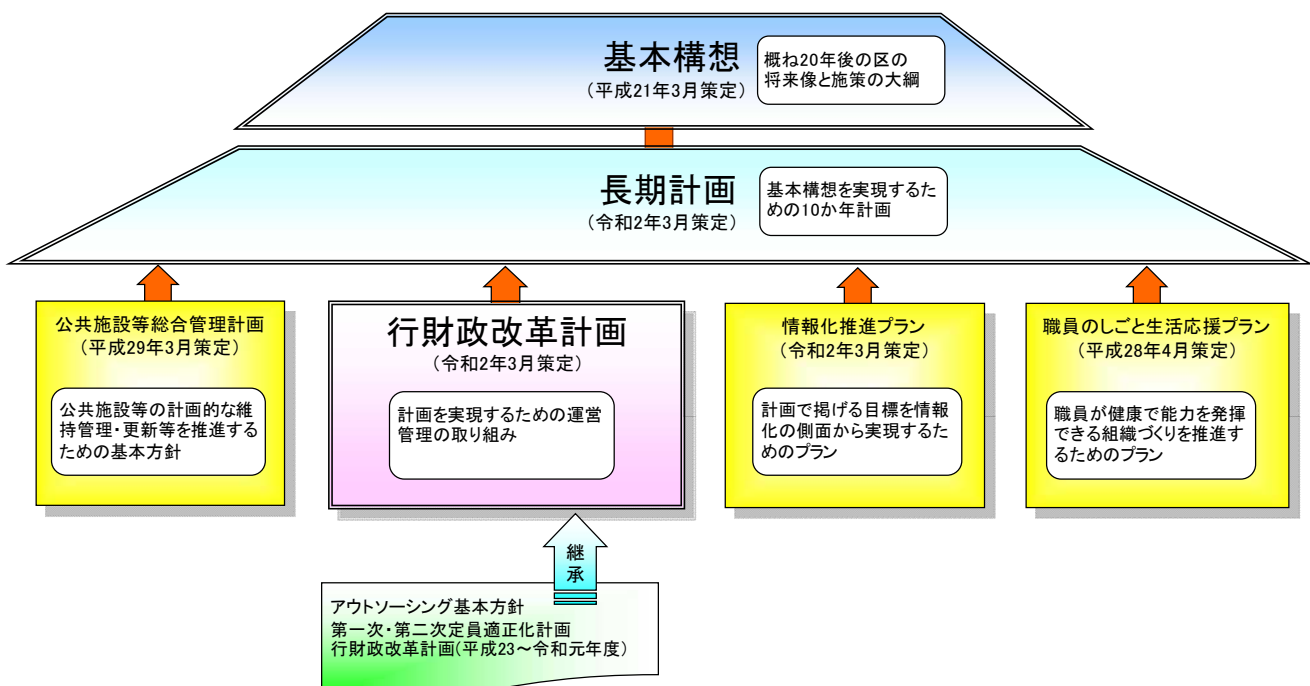 基本構想
(平成21年3月策定)
概ね20年後の区の
将来像と施策の大綱
長期計画
(令和2年3月策定)
基本構想を実現するた
めの10か年計画
公共施設等総合管理計画
(平成29年3月策定)
公共施設等の計画的な維
持管理・更新等を推進する
ための基本方針
行財政改革計画
(令和2年3月策定)
計画を実現するための運営
管理の取り組み
情報化推進プラン
(令和2年3月策定)
計画で掲げる目標を情報
化の側面から実現するた
めのプラン
職員のしごと生活応援プラン
(平成28年4月策定)
職員が健康で能力を発揮
できる組織づくりを推進す
るためのプラン
継
承
アウトソーシング基本方針
第一次・第二次定員適正化計画
行財政改革計画(平成23～令和元年度)